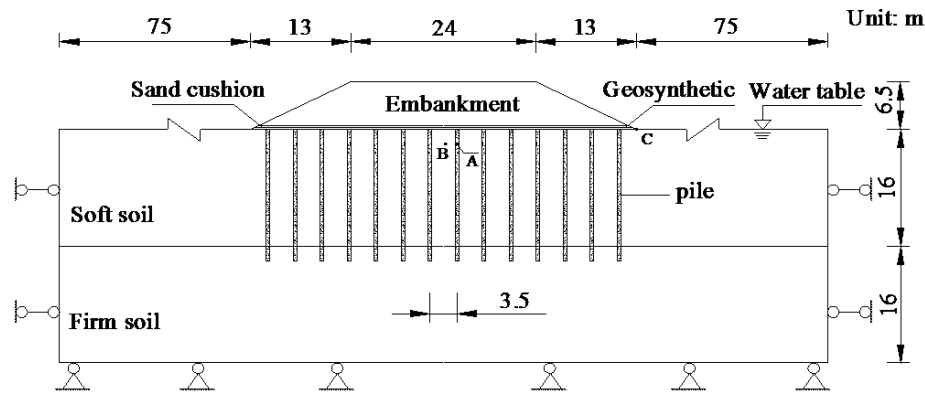 Unit: m
75 13 24 13 75
Sand cushion
Embankment
Geosynthetic
Water table
6.5
B
A
C
pile
Soft soil
16
3.5
Firm soil
16